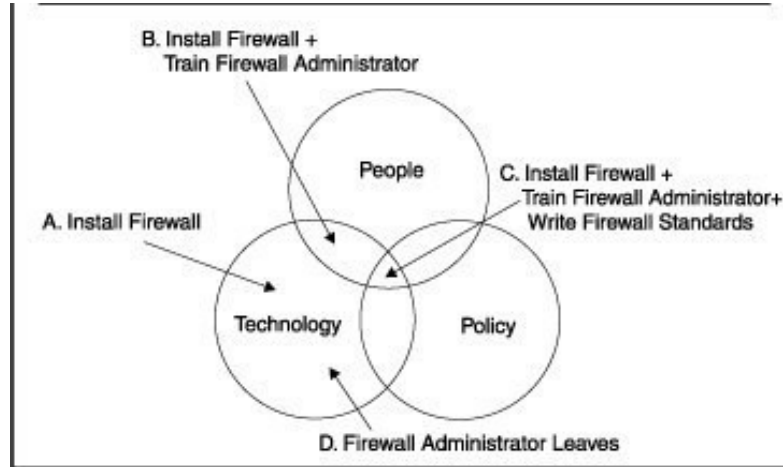 B. Install Firewall +
Train Firewall Administrator
People
C. Install Firewall +
Train Firewall Administrator+
Write Firewall Standards
A. Install Firewall
Technology
Policy
D. Firewall Administrator Leaves